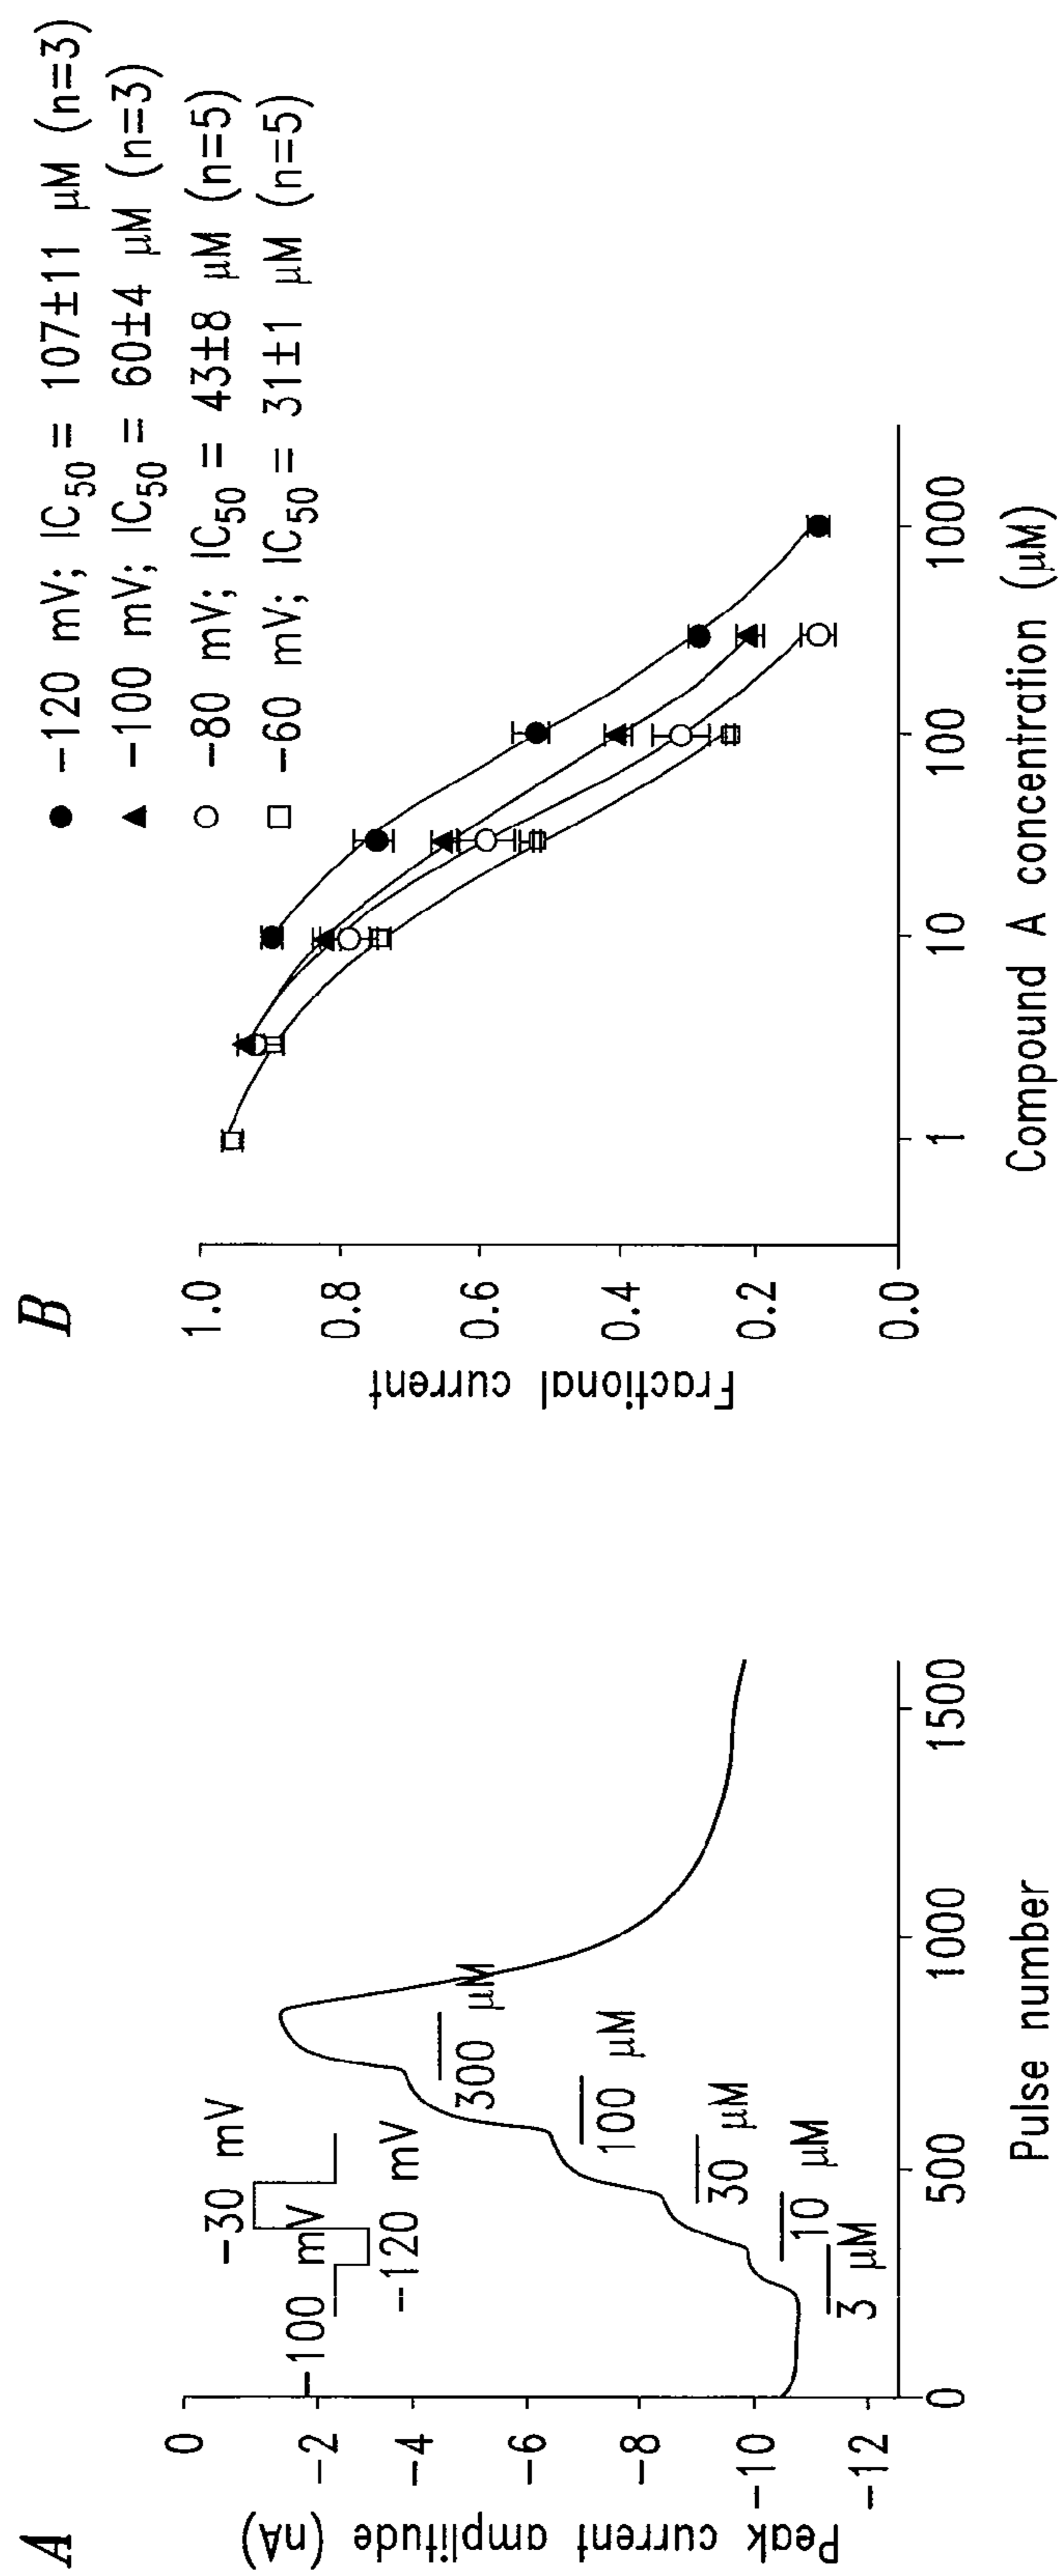 A
Peak current amplitude (nA)
0
-2
-4
-6
-8
-10
-12
-30 mV
-100 mV
-120 mV
300 μM
100 μM
30 μM
10 μM
3 μM
0
500
1000
1500
Pulse number
B
● -120 mV; IC50 = 107±11 μM (n=3)
▲ -100 mV; IC50 = 60±4 μM (n=3)
○ -80 mV; IC50 = 43±8 μM (n=5)
□ -60 mV; IC50 = 31±1 μM (n=5)
Fractional current
1.0
0.8
0.6
0.4
0.2
0.0
1
10
100
1000
Compound A concentration (μM)